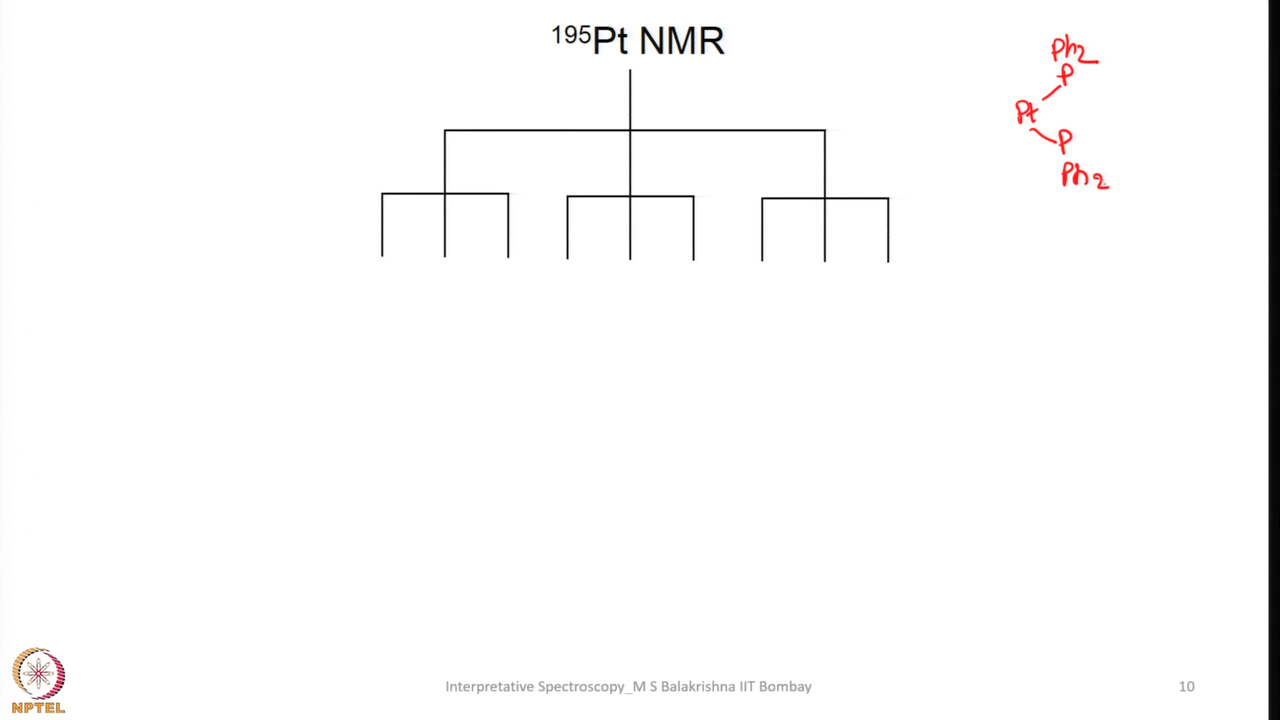 ¹⁹⁵Pt NMR
Ph2
P
Pt
P
Ph2
NPTEL
Interpretative Spectroscopy_M S Balakrishna IIT Bombay
10